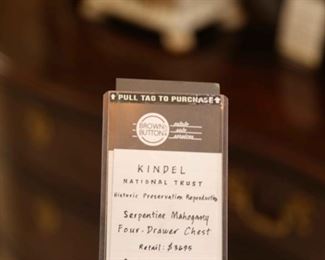 PULL TAG TO PURCHASE
BROWN BUTTON
estate
sale
services
KINDEL
NATIONAL TRUST
Historic Preservation Reproduction
Serpentine Mahogany
Four-Drawer Chest
Retail: $3695